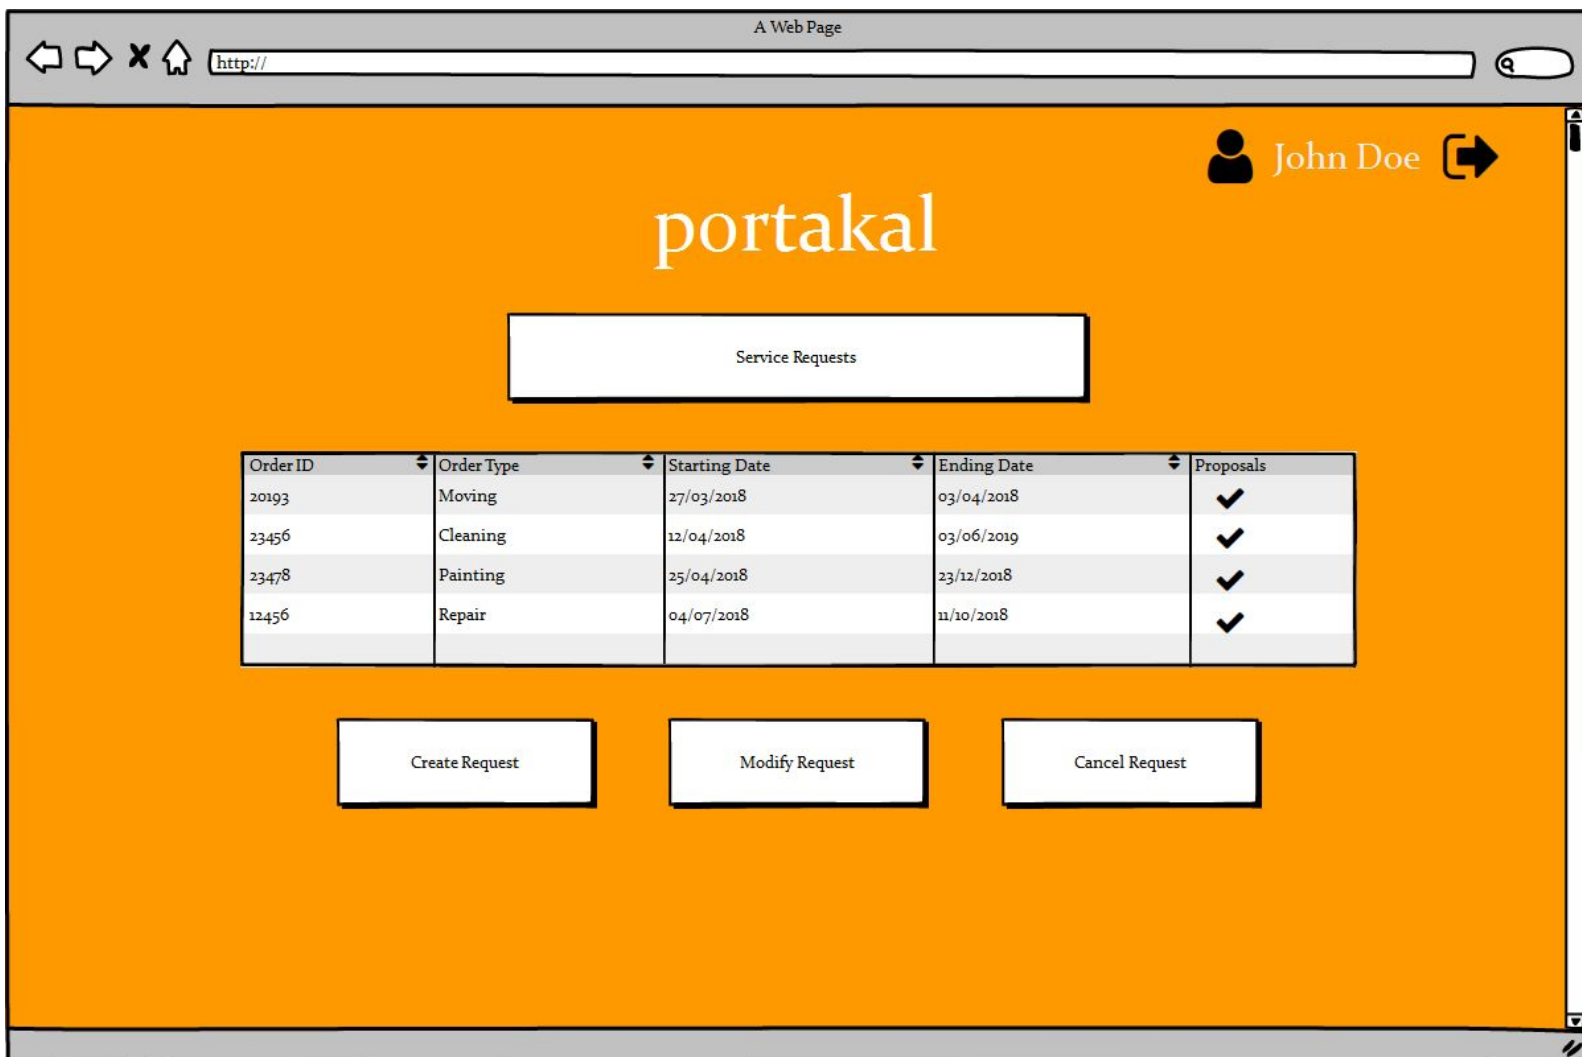 A Web Page
http://
John Doe
portakal
Service Requests
Order ID Order Type Starting Date Ending Date Proposals
20193 Moving 27/03/2018 03/04/2018
23456 Cleaning 12/04/2018 03/06/2019
23478 Painting 25/04/2018 23/12/2018
12456 Repair 04/07/2018 11/10/2018
Create Request Modify Request Cancel Request